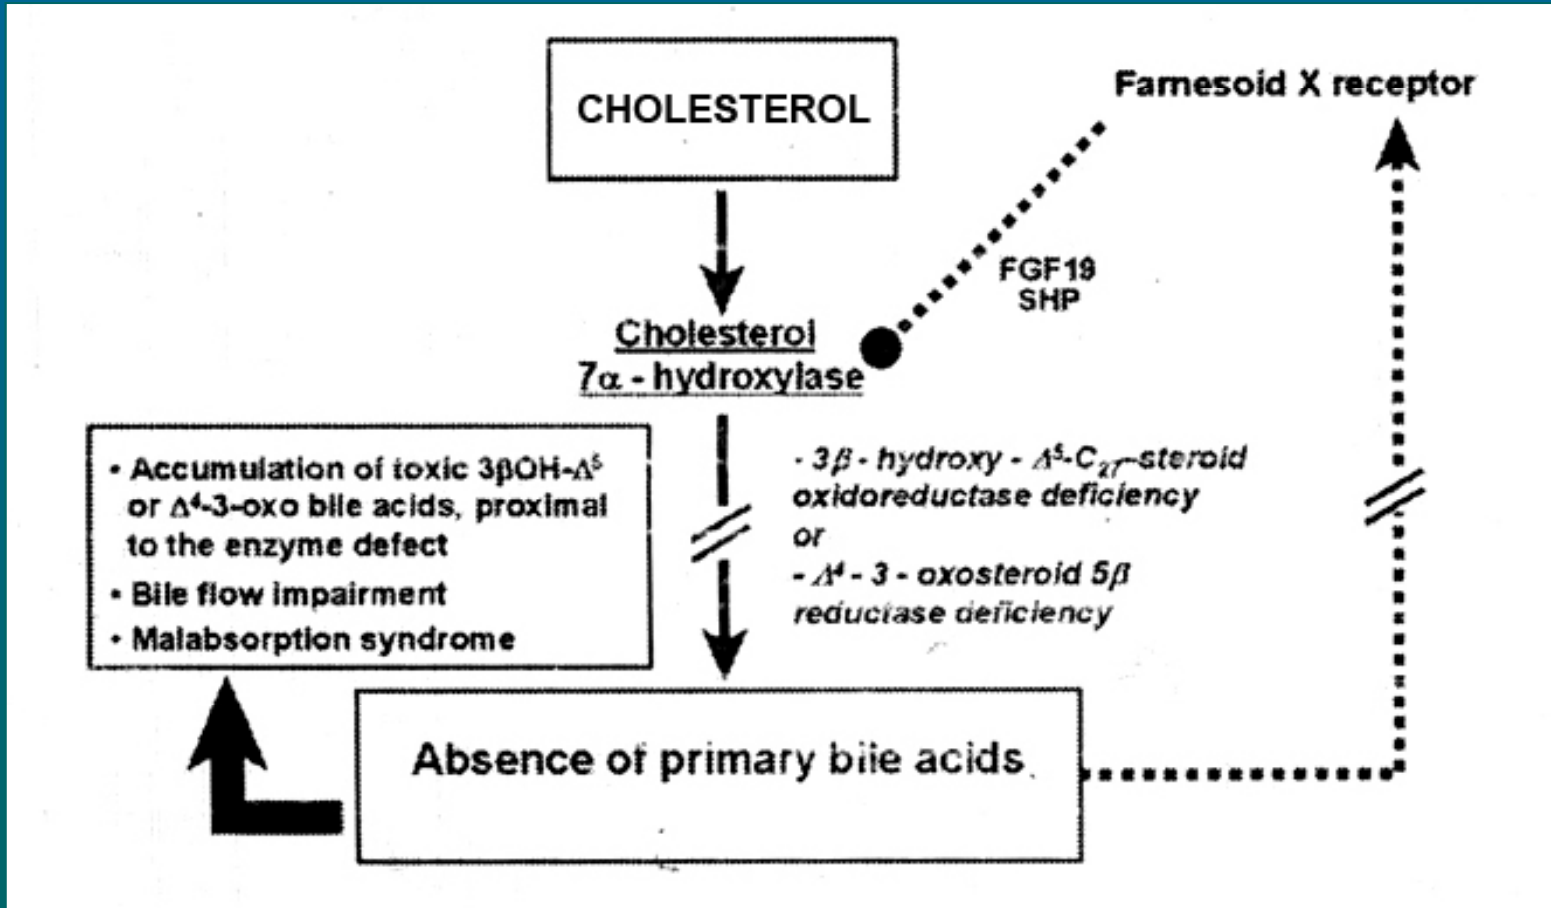 CHOLESTEROL
Farnesoid X receptor
FGF19
SHP
Cholesterol
7α - hydroxylase
• Accumulation of toxic 3βOH-Δ⁵
or Δ⁴-3-oxo bile acids, proximal
to the enzyme defect
• Bile flow impairment
• Malabsorption syndrome
- 3β - hydroxy - Δ⁵-C₂₇-steroid
oxidoreductase deficiency
or
- Δ⁴ - 3 - oxosteroid 5β
reductase deficiency
Absence of primary bile acids